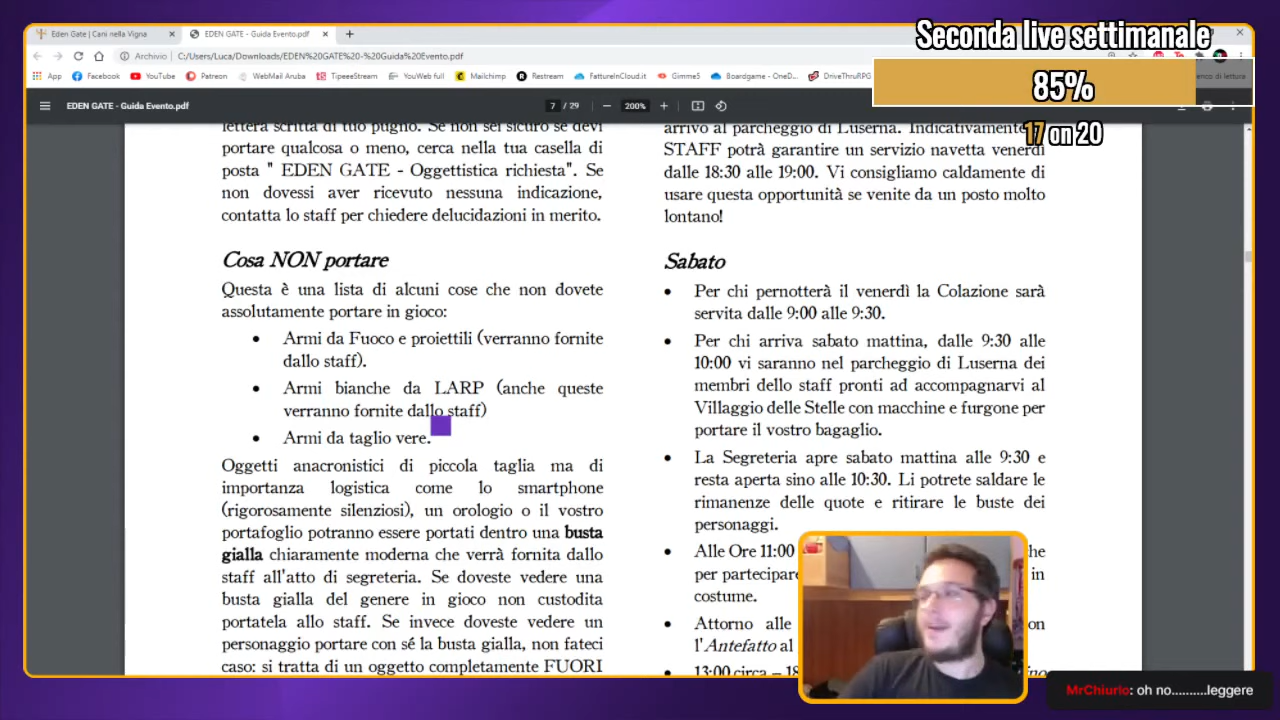 Eden Gate | Cani nella Vigna
EDEN GATE - Guida Evento.pdf
Seconda live settimanale
85%
17 on 20
Archivio
C:/Users/Luca/Downloads/EDEN%20GATE%20-%20Guida%20Evento.pdf
App
Facebook
YouTube
Patreon
WebMail Aruba
TipeeeStream
YouWeb full
Mailchimp
Restream
FattureInCloud.it
Gimme5
Boardgame - OneD...
DriveThruRPG
enco di lettura
EDEN GATE - Guida Evento.pdf
7 / 29
200%
lettera scritta di tuo pugno. Se non sei sicuro se devi
portare qualcosa o meno, cerca nella tua casella di
posta " EDEN GATE - Oggettistica richiesta". Se
non dovessi aver ricevuto nessuna indicazione,
contatta lo staff per chiedere delucidazioni in merito.
Cosa NON portare
Questa è una lista di alcuni cose che non dovete
assolutamente portare in gioco:
• Armi da Fuoco e proiettili (verranno fornite
dallo staff).
• Armi bianche da LARP (anche queste
verranno fornite dallo staff)
• Armi da taglio vere.
Oggetti anacronistici di piccola taglia ma di
importanza logistica come lo smartphone
(rigorosamente silenziosi), un orologio o il vostro
portafoglio potranno essere portati dentro una busta
gialla chiaramente moderna che verrà fornita dallo
staff all'atto di segreteria. Se doveste vedere una
busta gialla del genere in gioco non custodita
portatela allo staff. Se invece doveste vedere un
personaggio portare con sé la busta gialla, non fateci
caso: si tratta di un oggetto completamente FUORI
arrivo al parcheggio di Luserna. Indicativamente
STAFF potrà garantire un servizio navetta venerdì
dalle 18:30 alle 19:00. Vi consigliamo caldamente di
usare questa opportunità se venite da un posto molto
lontano!
Sabato
• Per chi pernotterà il venerdì la Colazione sarà
servita dalle 9:00 alle 9:30.
• Per chi arriva sabato mattina, dalle 9:30 alle
10:00 vi saranno nel parcheggio di Luserna dei
membri dello staff pronti ad accompagnarvi al
Villaggio delle Stelle con macchine e furgone per
portare il vostro bagaglio.
• La Segreteria apre sabato mattina alle 9:30 e
resta aperta sino alle 10:30. Li potrete saldare le
rimanenze delle quote e ritirare le buste dei
personaggi.
• Alle Ore 11:00 che
per partecipare in
costume.
• Attorno alle on
l'Antefatto al
• 13:00 circa – 18
MrChiurlo: oh no..........leggere